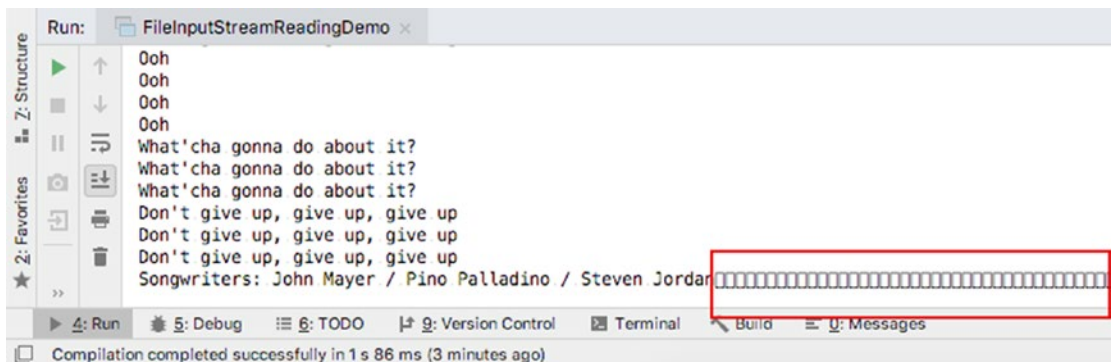 Run: FileInputStreamReadingDemo ×
Z: Structure
2: Favorites
Ooh
Ooh
Ooh
Ooh
What'cha gonna do about it?
What'cha gonna do about it?
What'cha gonna do about it?
Don't give up, give up, give up
Don't give up, give up, give up
Don't give up, give up, give up
Songwriters: John Mayer / Pino Palladino / Steven Jordan
>>
4: Run 5: Debug 6: TODO 9: Version Control Terminal Build 0: Messages
Compilation completed successfully in 1 s 86 ms (3 minutes ago)